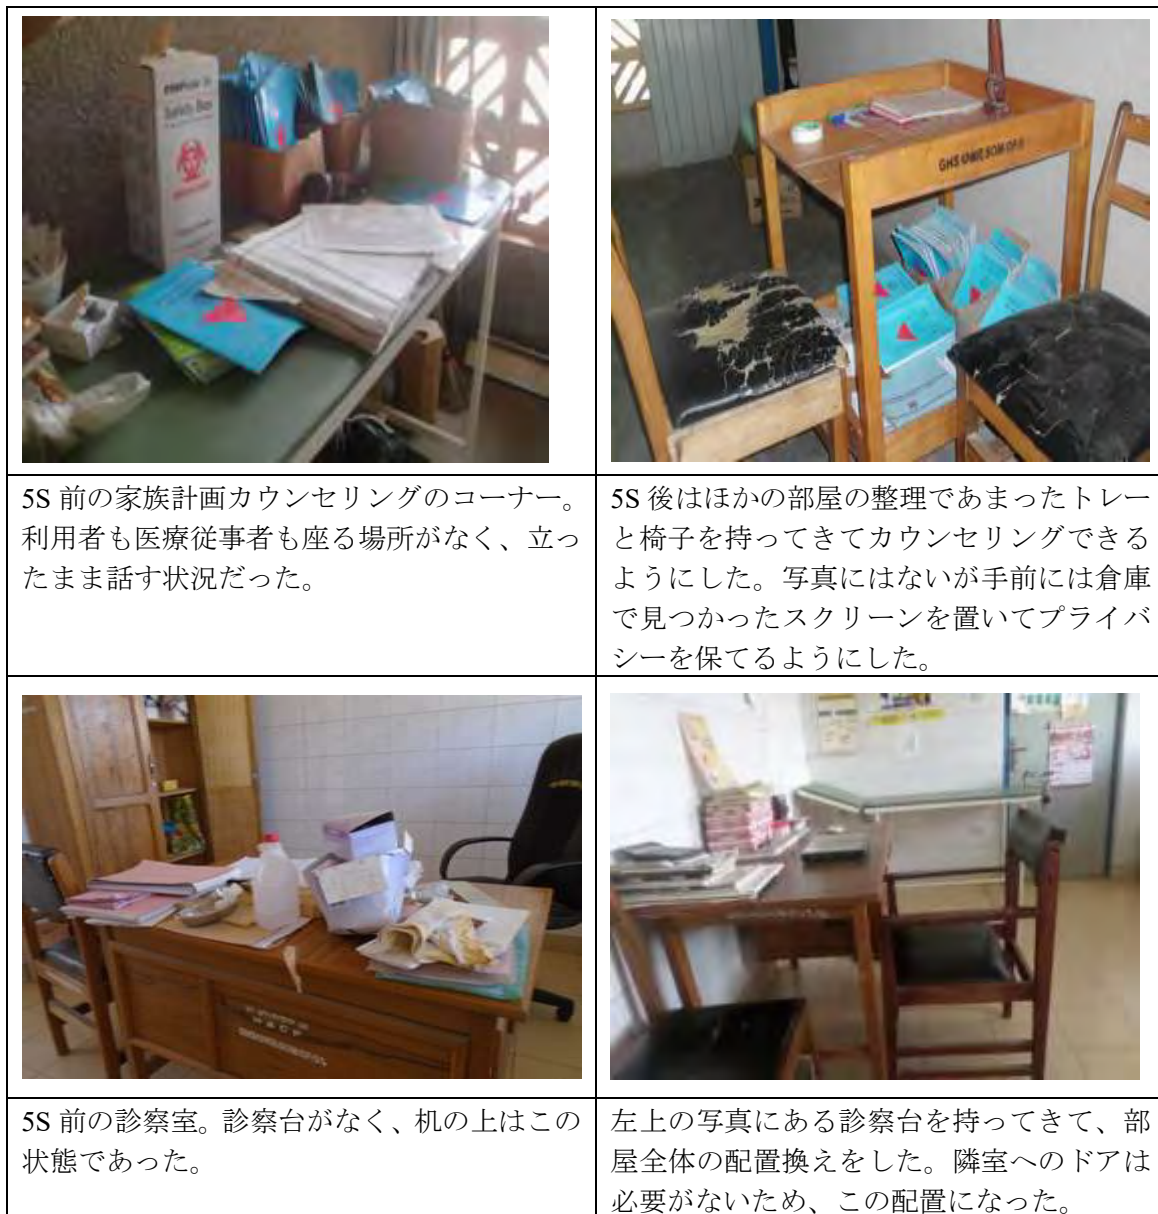 Safety Box
5S 前の家族計画カウンセリングのコーナー。
利用者も医療従事者も座る場所がなく、立っ
たまま話す状況だった。
5S 後はほかの部屋の整理であまったトレー
と椅子を持ってきてカウンセリングできる
ようにした。写真にはないが手前には倉庫
で見つかったスクリーンを置いてプライバ
シーを保てるようにした。
5S 前の診察室。診察台がなく、机の上はこの
状態であった。
左上の写真にある診察台を持ってきて、部
屋全体の配置換えをした。隣室へのドアは
必要がないため、この配置になった。